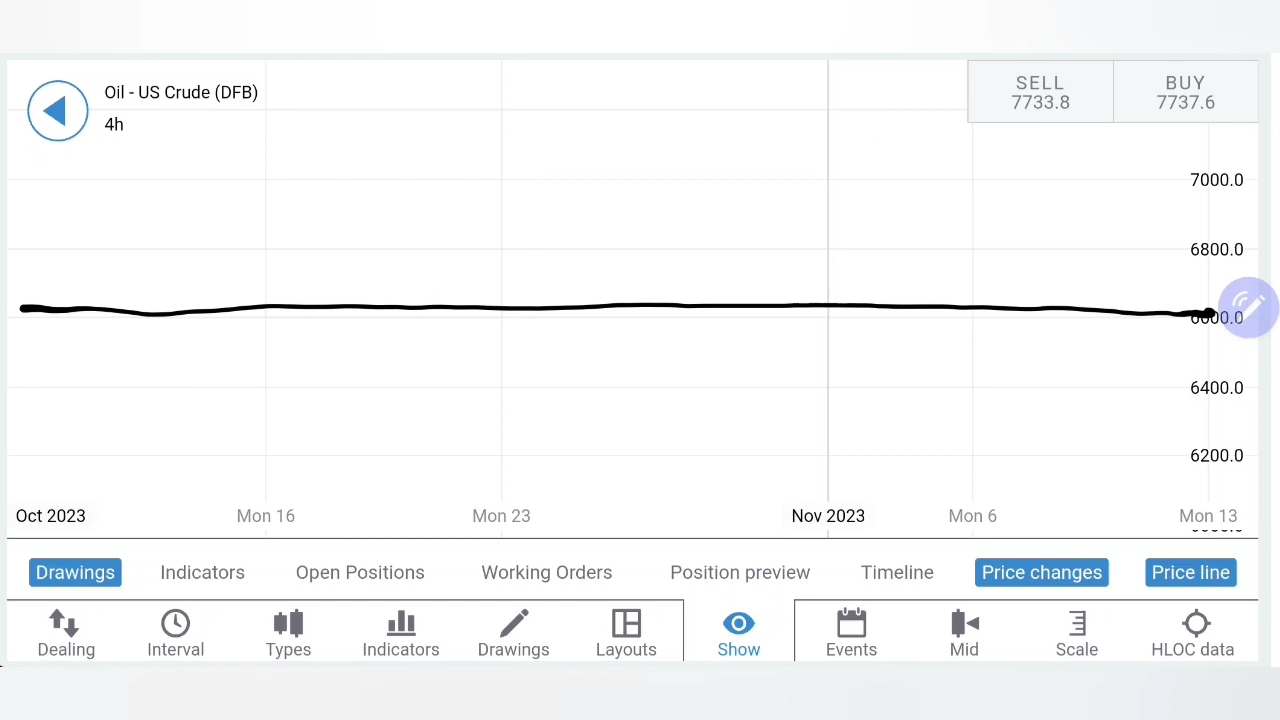 Oil - US Crude (DFB)
4h
SELL
7733.8
BUY
7737.6
7000.0
6800.0
6600.0
6400.0
6200.0
Oct 2023 Mon 16 Mon 23 Nov 2023 Mon 6 Mon 13
Drawings Indicators Open Positions Working Orders Position preview Timeline Price changes Price line
Dealing Interval Types Indicators Drawings Layouts Show Events Mid Scale HLOC data